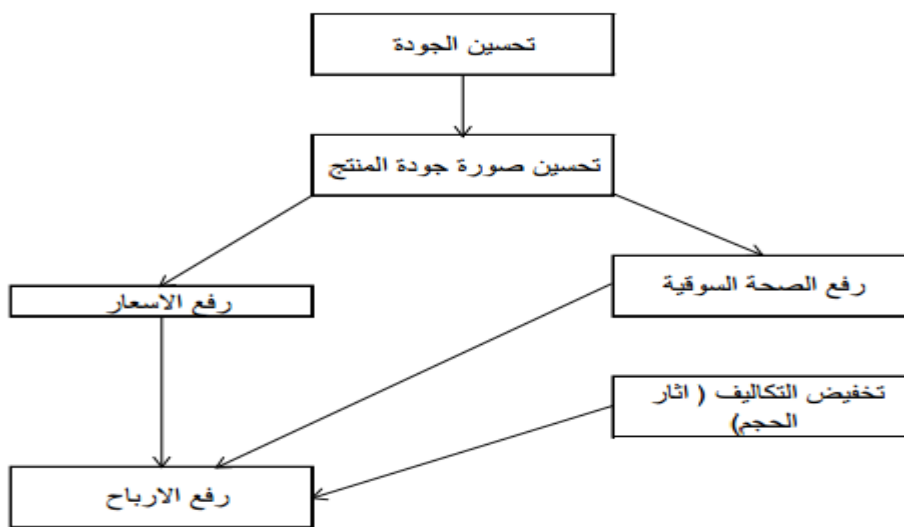 تحسين الجودة
تحسين صورة جودة المنتج
رفع الصحة السوقية
رفع الاسعار
تخفيض التكاليف ( اثار
الحجم)
رفع الارباح